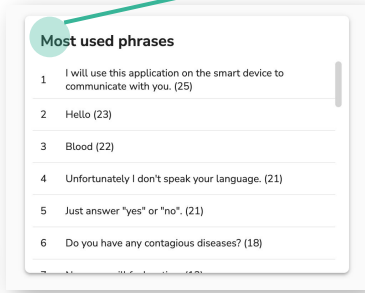 Most used phrases
1 I will use this application on the smart device to
communicate with you. (25)
2 Hello (23)
3 Blood (22)
4 Unfortunately I don't speak your language. (21)
5 Just answer "yes" or "no". (21)
6 Do you have any contagious diseases? (18)